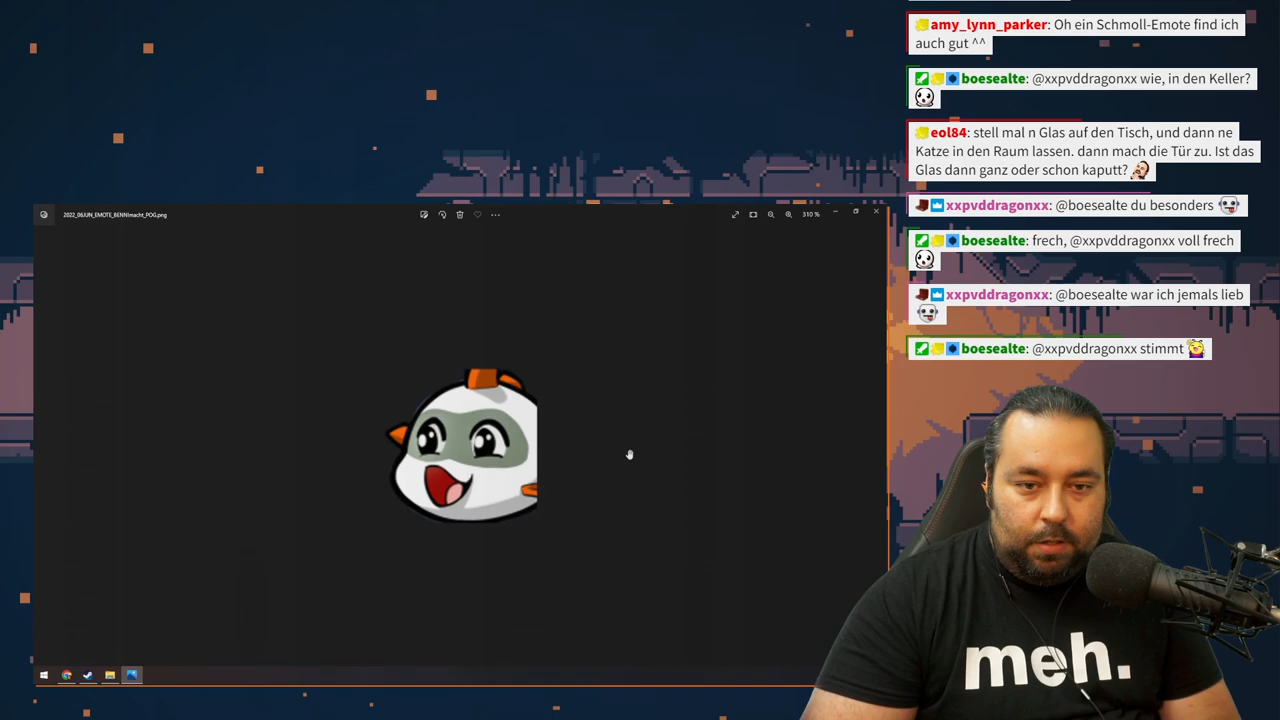 amy_lynn_parker: Oh ein Schmoll-Emote find ich
auch gut ^^
boesealte: @xxpvddragonxx wie, in den Keller?
eol84: stell mal n Glas auf den Tisch, und dann ne
Katze in den Raum lassen. dann mach die Tür zu. Ist das
Glas dann ganz oder schon kaputt?
xxpvddragonxx: @boesealte du besonders
2022_06JUN_EMOTE_BENNImacht_POG.png
310 %
boesealte: frech, @xxpvddragonxx voll frech
xxpvddragonxx: @boesealte war ich jemals lieb
boesealte: @xxpvddragonxx stimmt
meh.